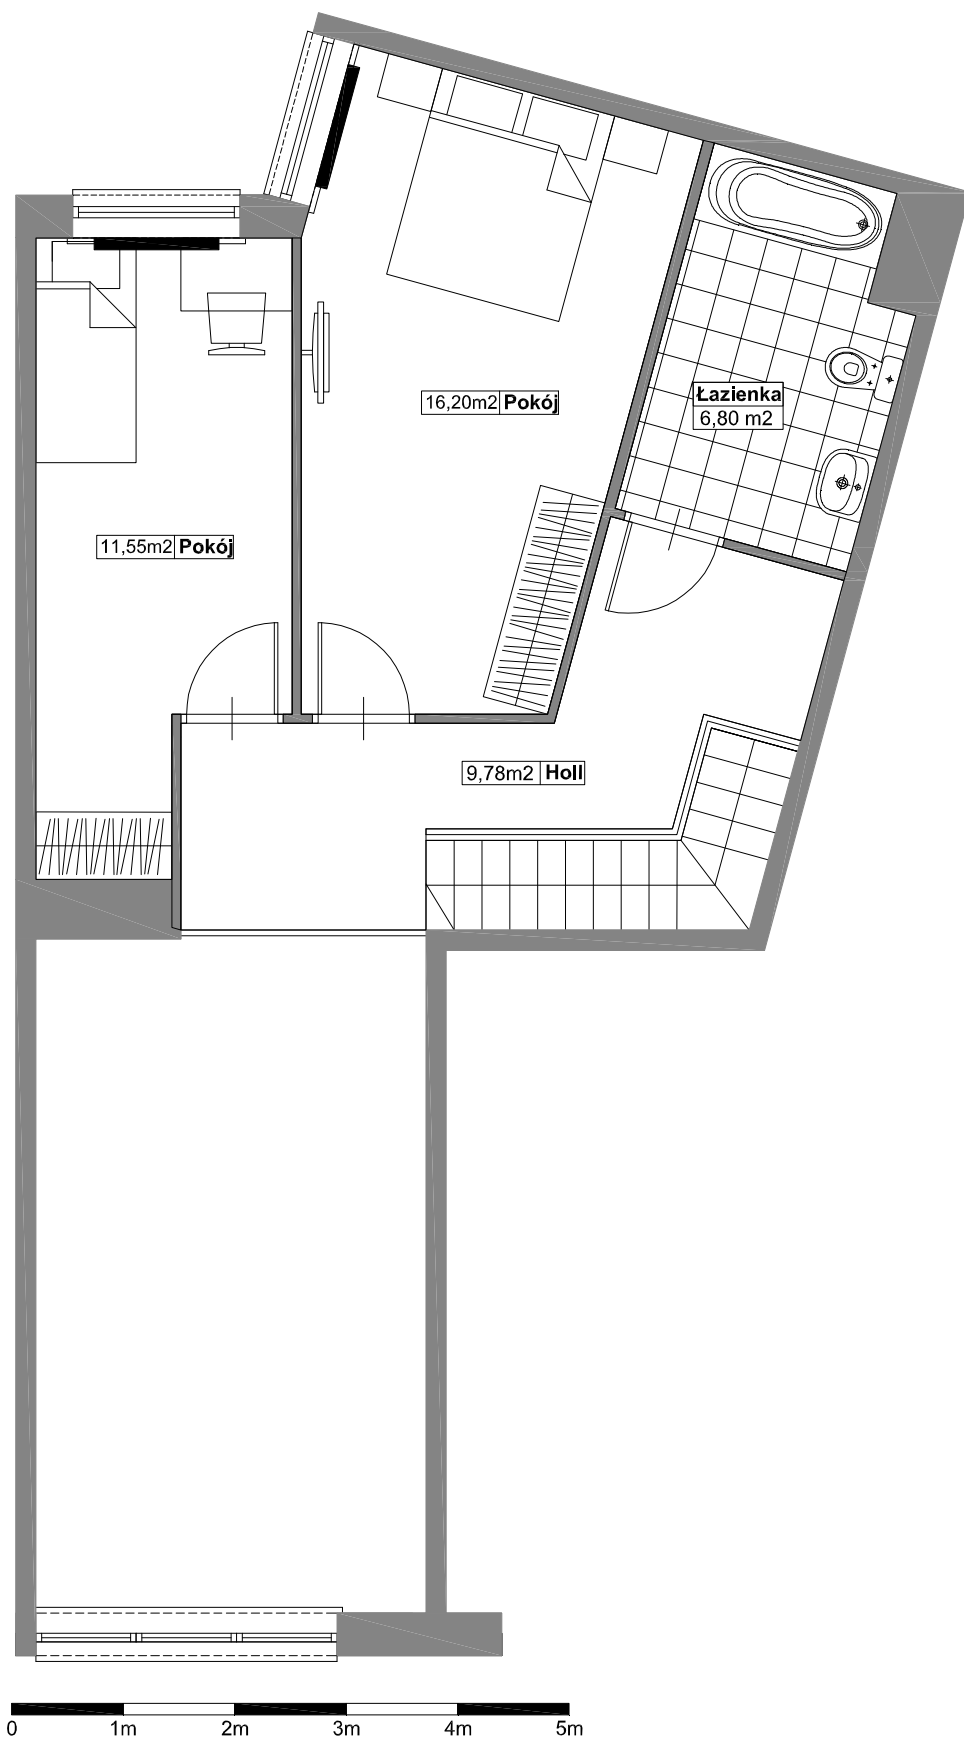 16,20m2 Pokój
Łazienka
6,80 m2
11,55m2 Pokój
9,78m2 Holl
0 1m 2m 3m 4m 5m